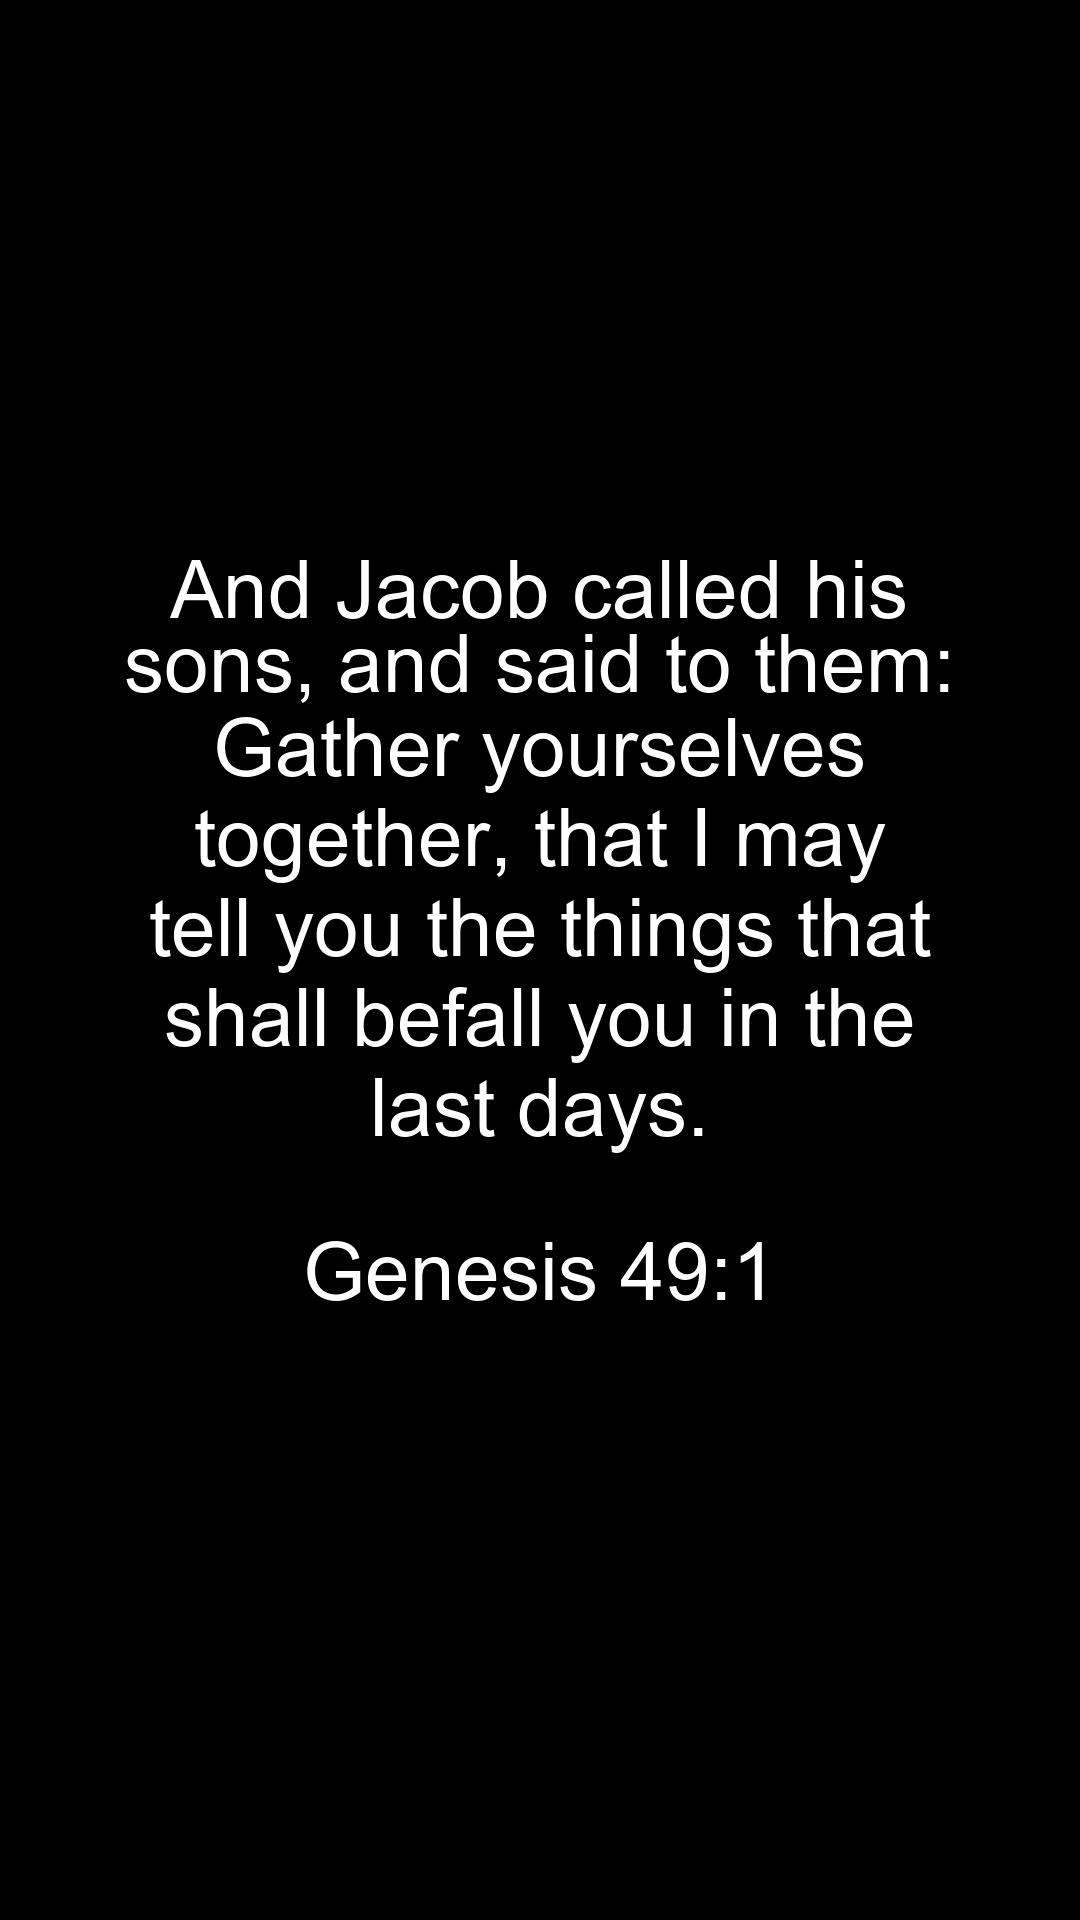 And Jacob called his
sons, and said to them:
Gather yourselves
together, that I may
tell you the things that
shall befall you in the
last days.
Genesis 49:1